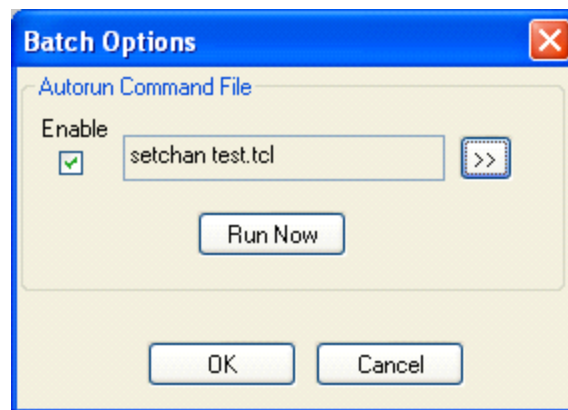 Batch Options
Autorun Command File
Enable
setchan test.tcl
>>
Run Now
OK
Cancel